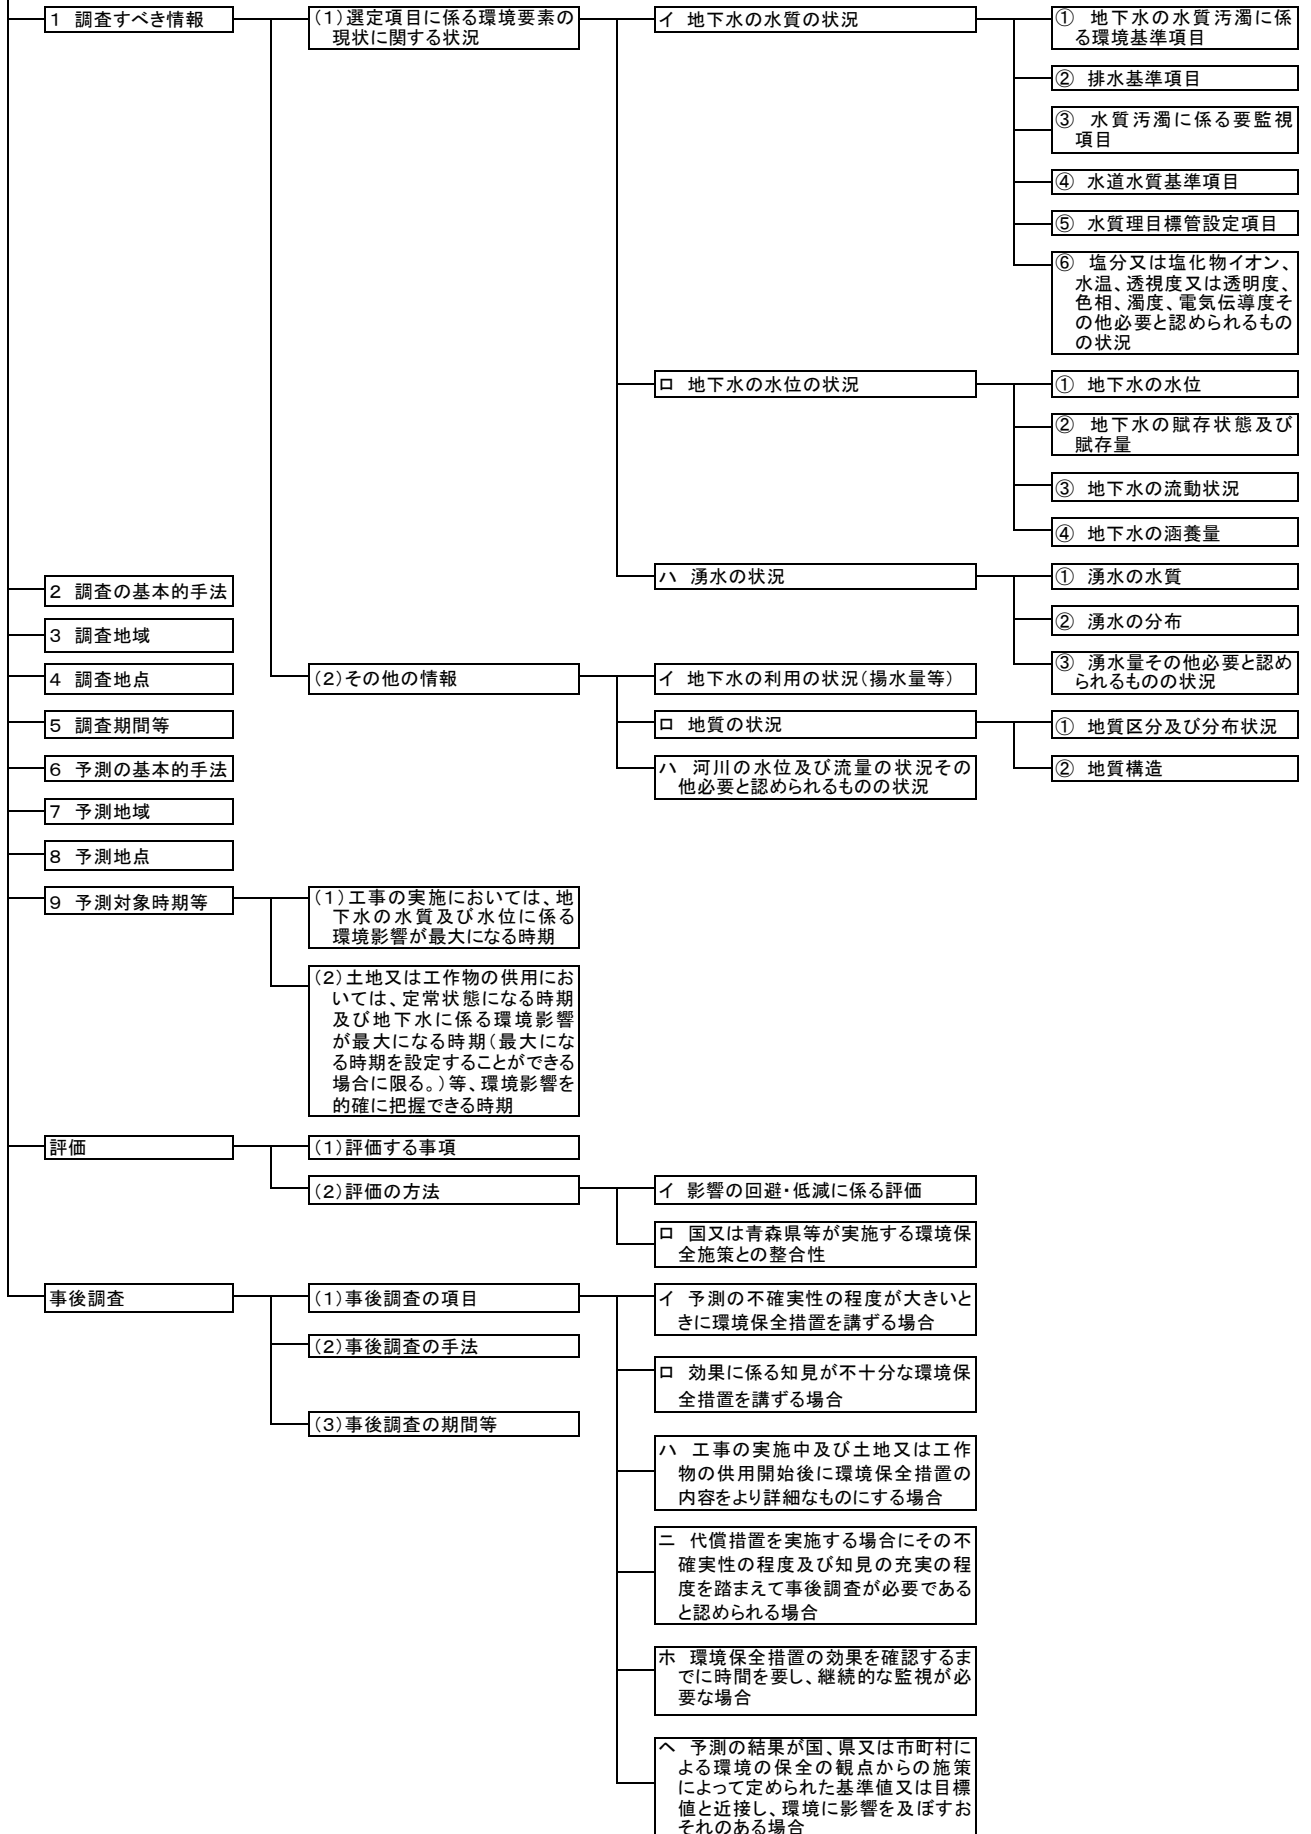 1 調査すべき情報
(1)選定項目に係る環境要素の
現状に関する状況
イ 地下水の水質の状況
① 地下水の水質汚濁に係
る環境基準項目
② 排水基準項目
③ 水質汚濁に係る要監視
項目
④ 水道水質基準項目
⑤ 水質理目標管設定項目
⑥ 塩分又は塩化物イオン、
水温、透視度又は透明度、
色相、濁度、電気伝導度そ
の他必要と認められるもの
の状況
ロ 地下水の水位の状況
① 地下水の水位
② 地下水の賦存状態及び
賦存量
③ 地下水の流動状況
④ 地下水の涵養量
ハ 湧水の状況
① 湧水の水質
② 湧水の分布
③ 湧水量その他必要と認め
られるものの状況
(2)その他の情報
イ 地下水の利用の状況(揚水量等)
ロ 地質の状況
① 地質区分及び分布状況
② 地質構造
ハ 河川の水位及び流量の状況その
他必要と認められるものの状況
2 調査の基本的手法
3 調査地域
4 調査地点
5 調査期間等
6 予測の基本的手法
7 予測地域
8 予測地点
9 予測対象時期等
(1)工事の実施においては、地
下水の水質及び水位に係る
環境影響が最大になる時期
(2)土地又は工作物の供用にお
いては、定常状態になる時期
及び地下水に係る環境影響
が最大になる時期(最大にな
る時期を設定することができる
場合に限る。)等、環境影響を
的確に把握できる時期
評価
(1)評価する事項
(2)評価の方法
イ 影響の回避・低減に係る評価
ロ 国又は青森県等が実施する環境保
全施策との整合性
事後調査
(1)事後調査の項目
イ 予測の不確実性の程度が大きいと
きに環境保全措置を講ずる場合
ロ 効果に係る知見が不十分な環境保
全措置を講ずる場合
ハ 工事の実施中及び土地又は工作
物の供用開始後に環境保全措置の
内容をより詳細なものにする場合
ニ 代償措置を実施する場合にその不
確実性の程度及び知見の充実の程
度を踏まえて事後調査が必要である
と認められる場合
ホ 環境保全措置の効果を確認するま
でに時間を要し、継続的な監視が必
要な場合
ヘ 予測の結果が国、県又は市町村に
よる環境の保全の観点からの施策
によって定められた基準値又は目標
値と近接し、環境に影響を及ぼすお
それのある場合
(2)事後調査の手法
(3)事後調査の期間等